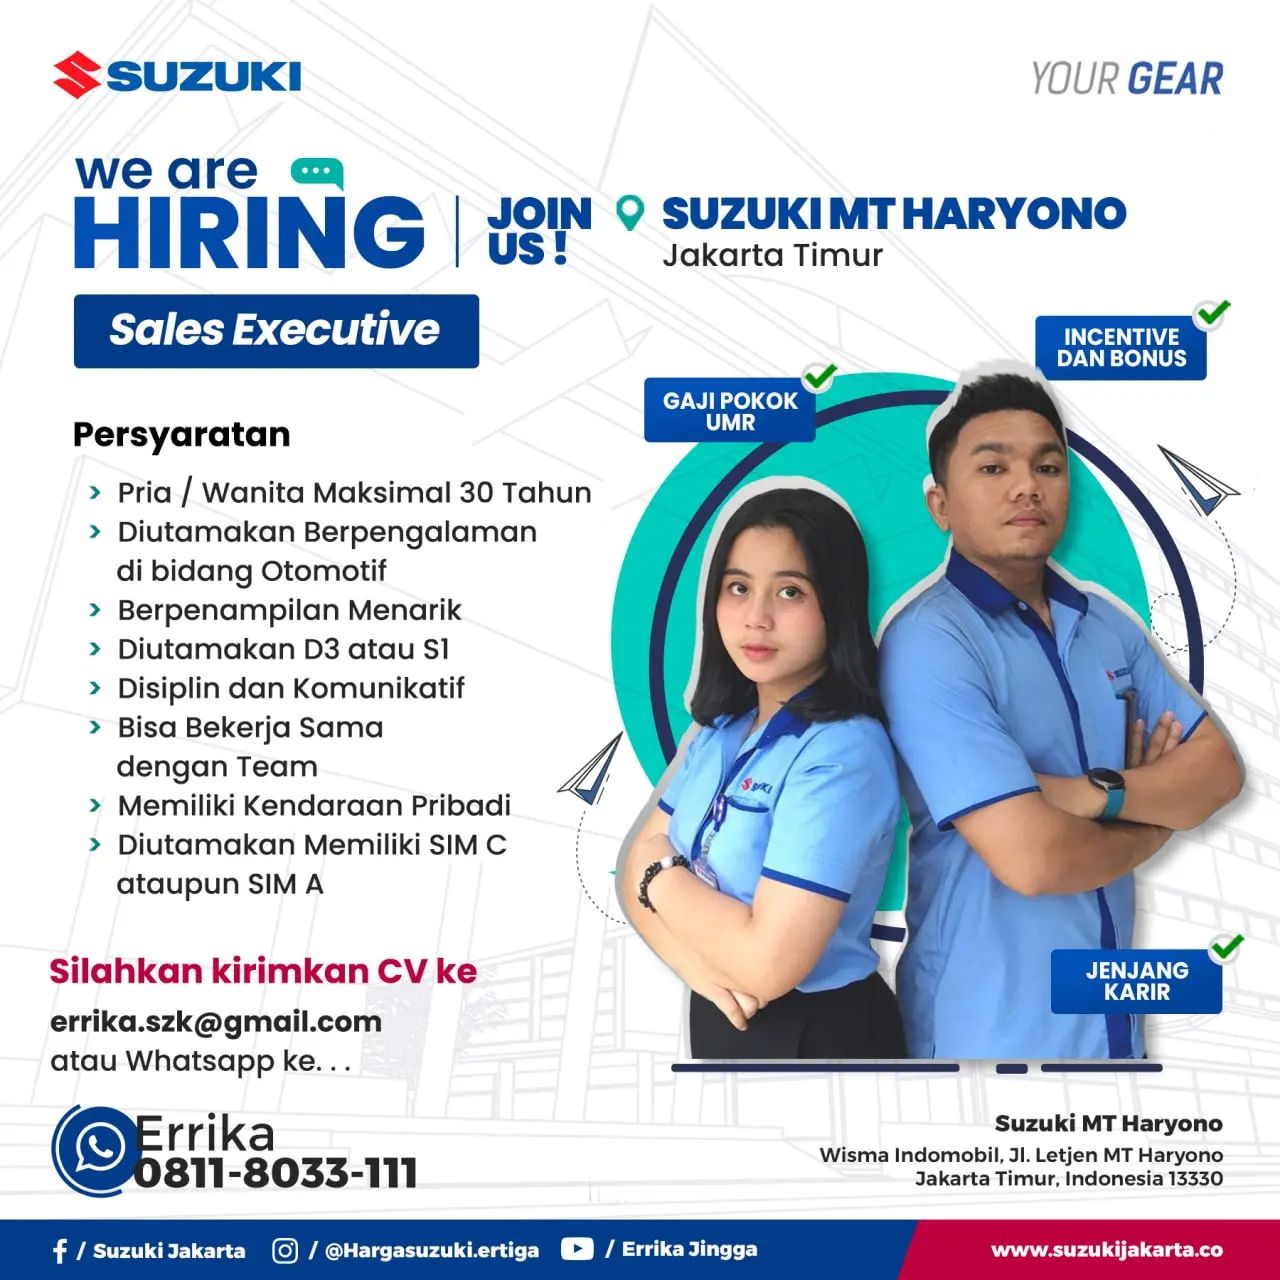 SUZUKI
YOUR GEAR
we are
HIRING
JOIN
US !
SUZUKI MT HARYONO
Jakarta Timur
Sales Executive
INCENTIVE
DAN BONUS
GAJI POKOK
UMR
Persyaratan
Pria / Wanita Maksimal 30 Tahun
Diutamakan Berpengalaman
di bidang Otomotif
Berpenampilan Menarik
Diutamakan D3 atau S1
Disiplin dan Komunikatif
Bisa Bekerja Sama
dengan Team
Memiliki Kendaraan Pribadi
Diutamakan Memiliki SIM C
ataupun SIM A
SUZUKI
JENJANG
KARIR
Silahkan kirimkan CV ke
errika.szk@gmail.com
atau Whatsapp ke. . .
Errika
0811-8033-111
Suzuki MT Haryono
Wisma Indomobil, Jl. Letjen MT Haryono
Jakarta Timur, Indonesia 13330
/ Suzuki Jakarta
/ @Hargasuzuki.ertiga
/ Errika Jingga
www.suzukijakarta.co